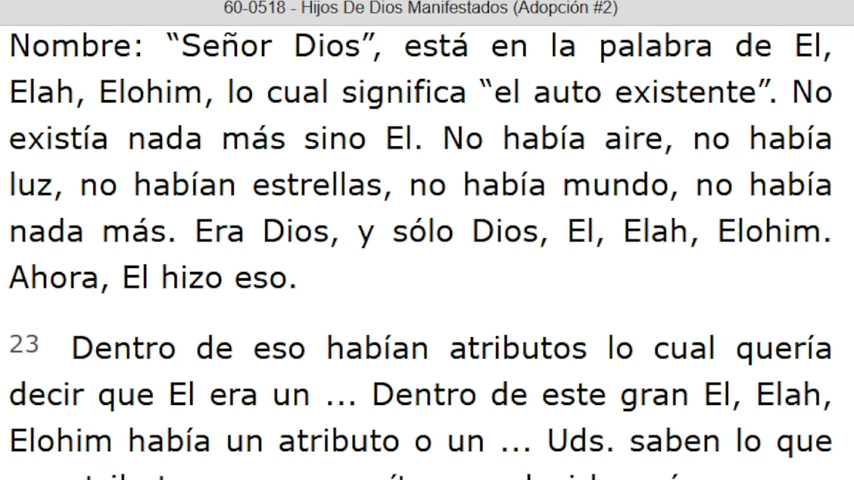 60-0518 - Hijos De Dios Manifestados (Adopción #2)
Nombre: “Señor Dios”, está en la palabra de El,
Elah, Elohim, lo cual significa “el auto existente”. No
existía nada más sino El. No había aire, no había
luz, no habían estrellas, no había mundo, no había
nada más. Era Dios, y sólo Dios, El, Elah, Elohim.
Ahora, El hizo eso.
23 Dentro de eso habían atributos lo cual quería
decir que El era un ... Dentro de este gran El, Elah,
Elohim había un atributo o un ... Uds. saben lo que